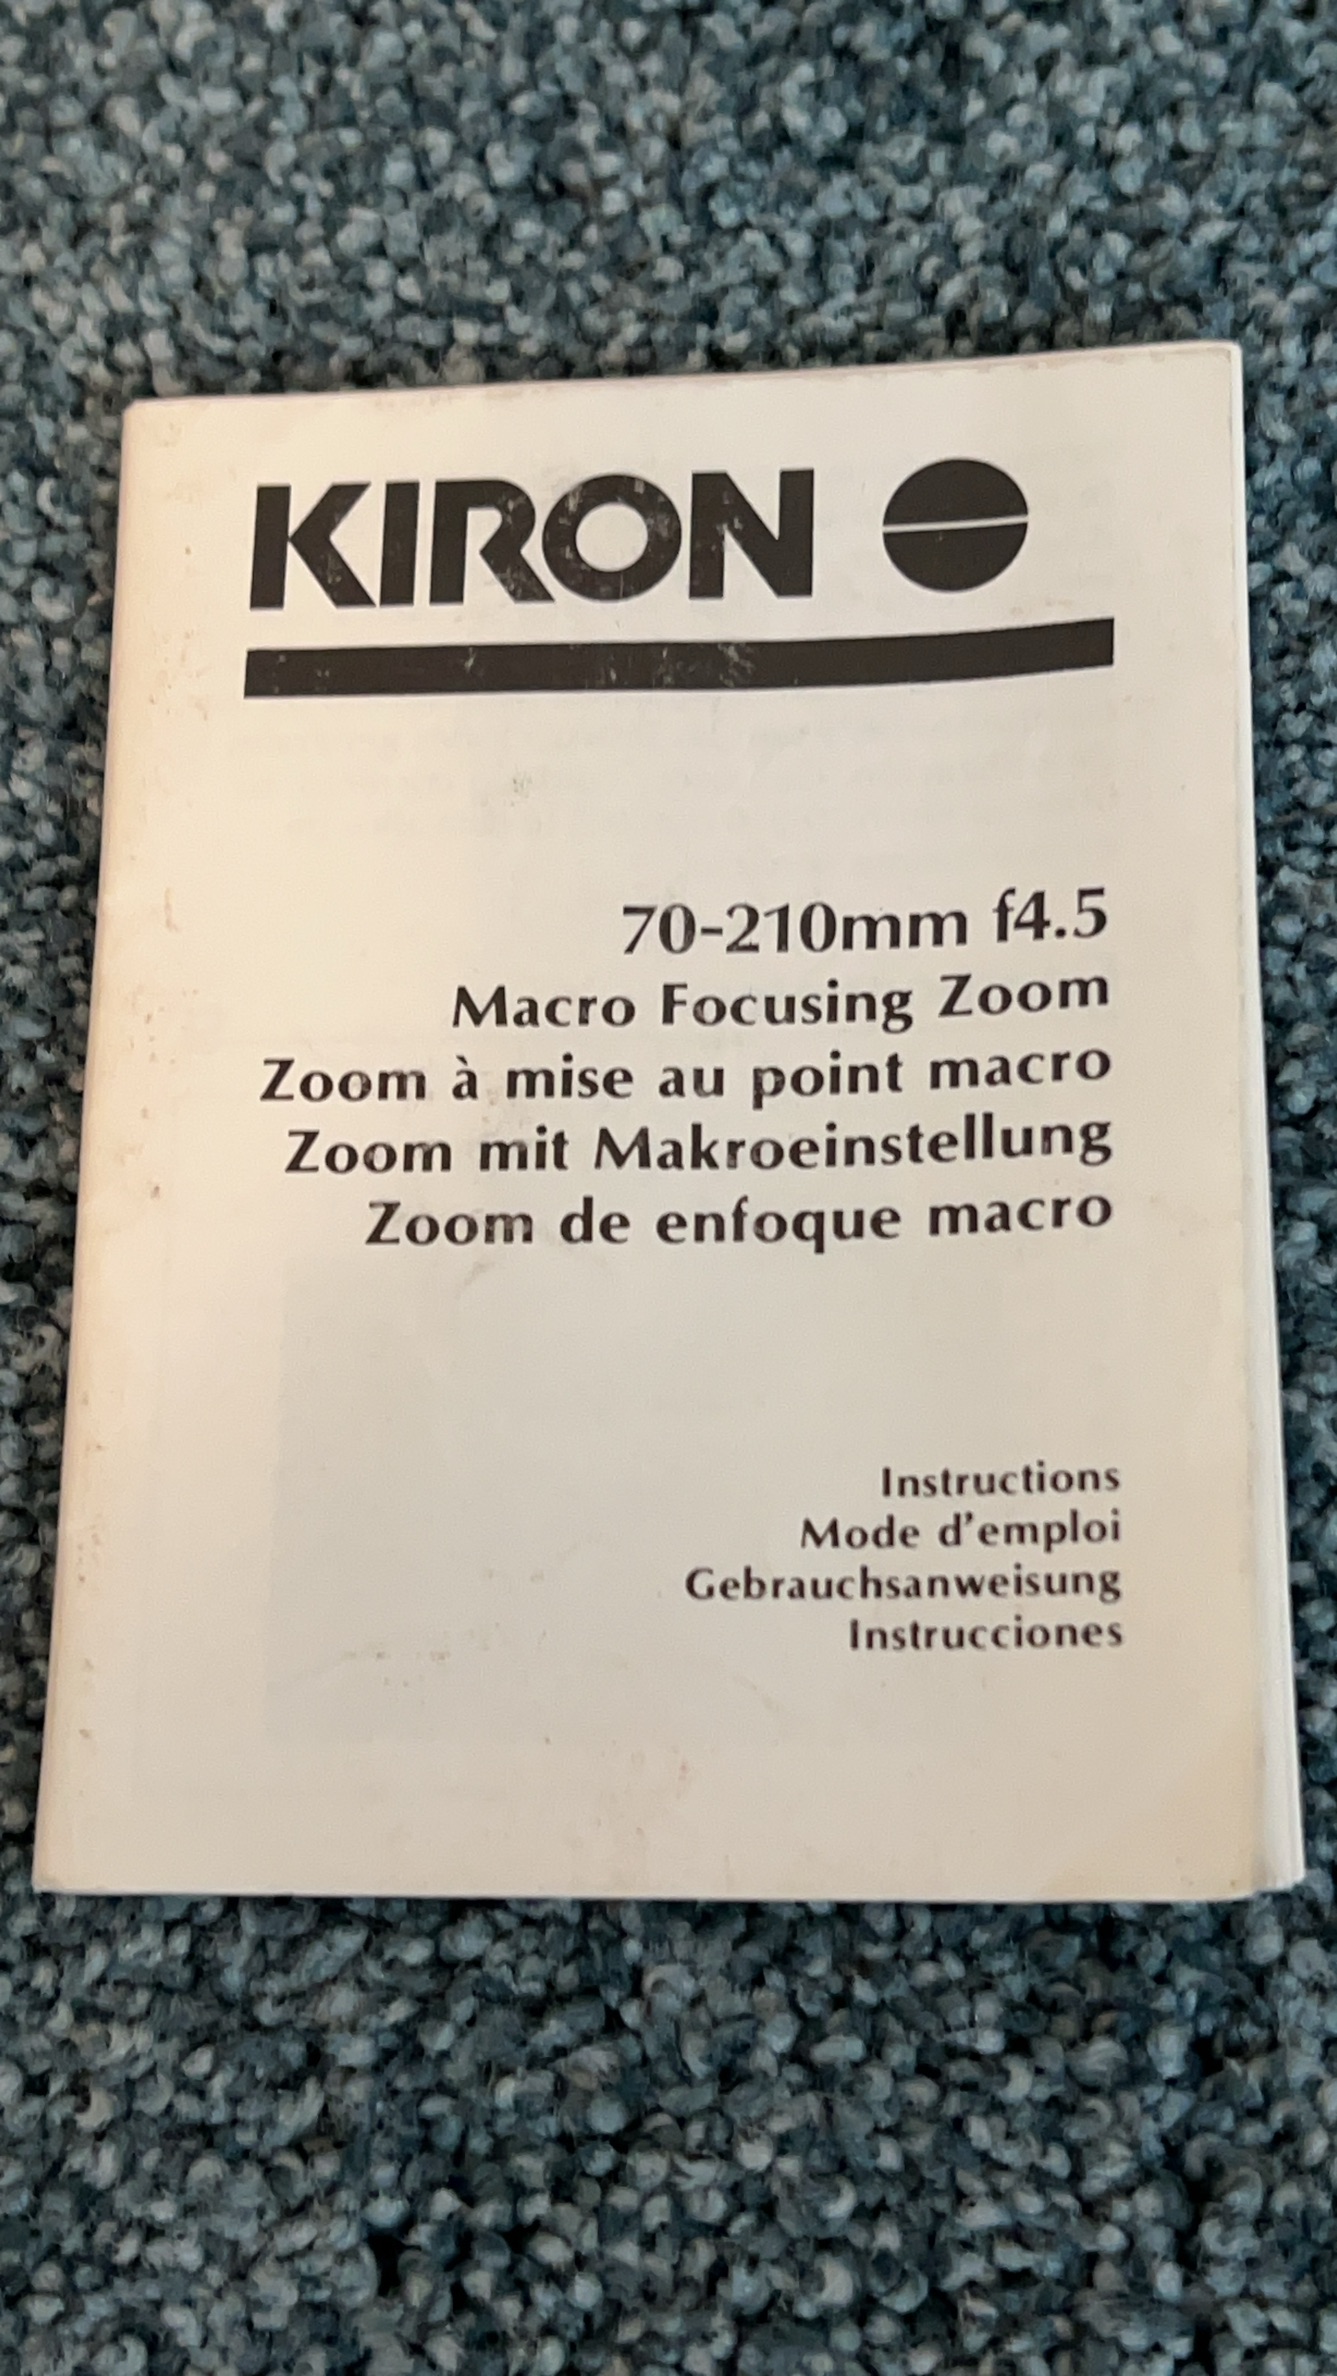 KIRON
70-210mm f4.5
Macro Focusing Zoom
Zoom à mise au point macro
Zoom mit Makroeinstellung
Zoom de enfoque macro
Instructions
Mode d'emploi
Gebrauchsanweisung
Instrucciones